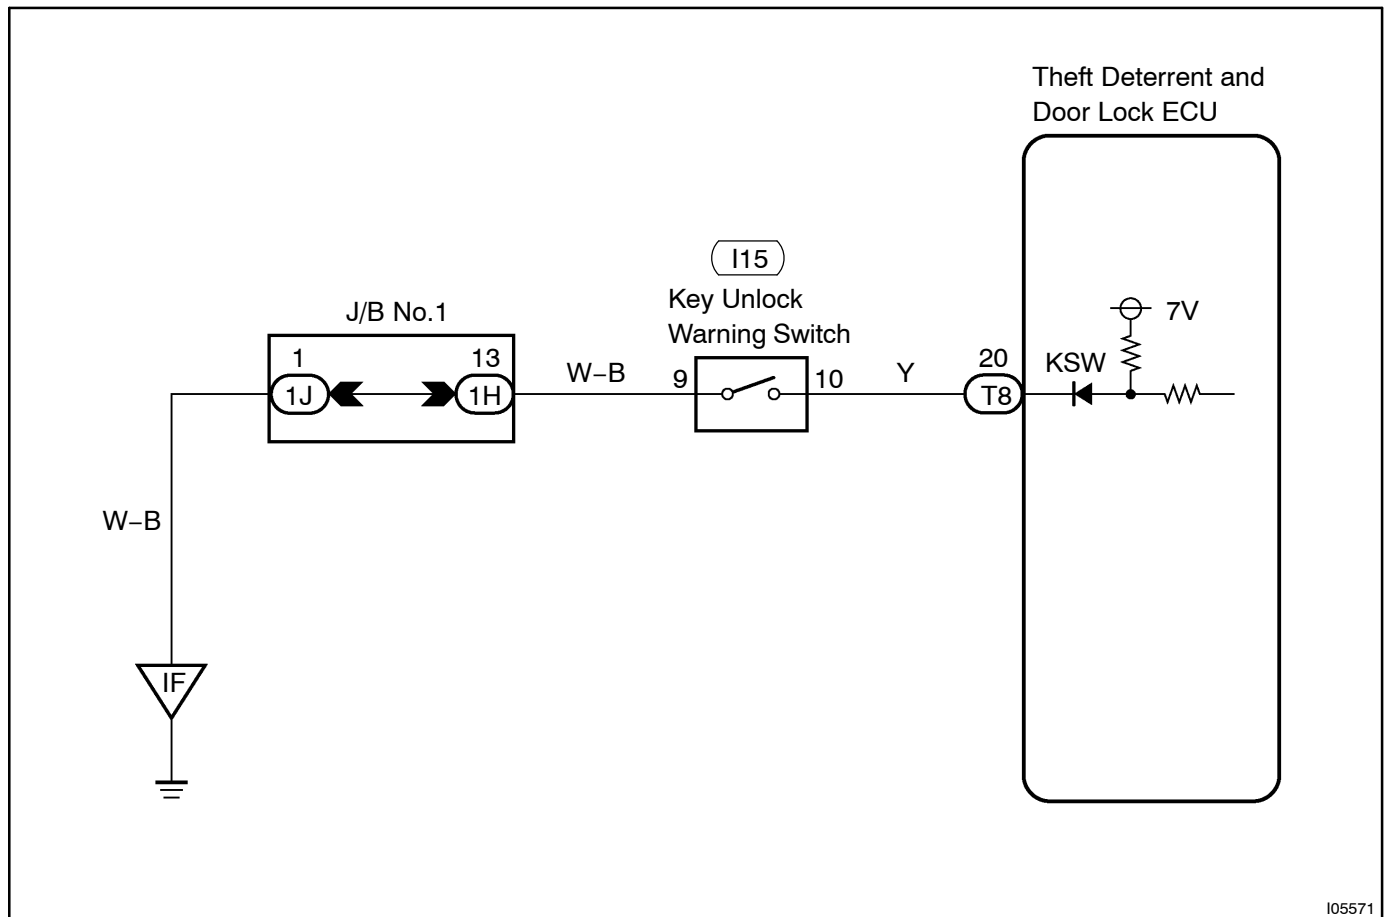 Theft Deterrent and
Door Lock ECU
I15
Key Unlock
Warning Switch
J/B No.1
7V
1
13
20
KSW
W–B
9
10
Y
1J
1H
T8
W–B
IF
I05571